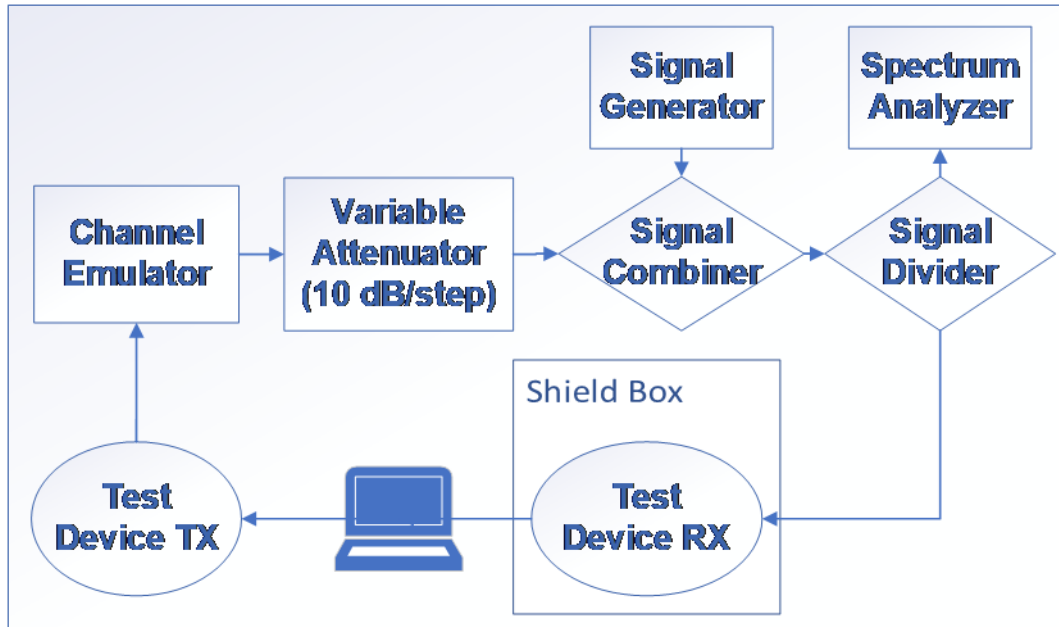 Signal
Generator
Spectrum
Analyzer
Channel
Emulator
Variable
Attenuator
(10 dB/step)
Signal
Combiner
Signal
Divider
Shield Box
Test
Device TX
Test
Device RX